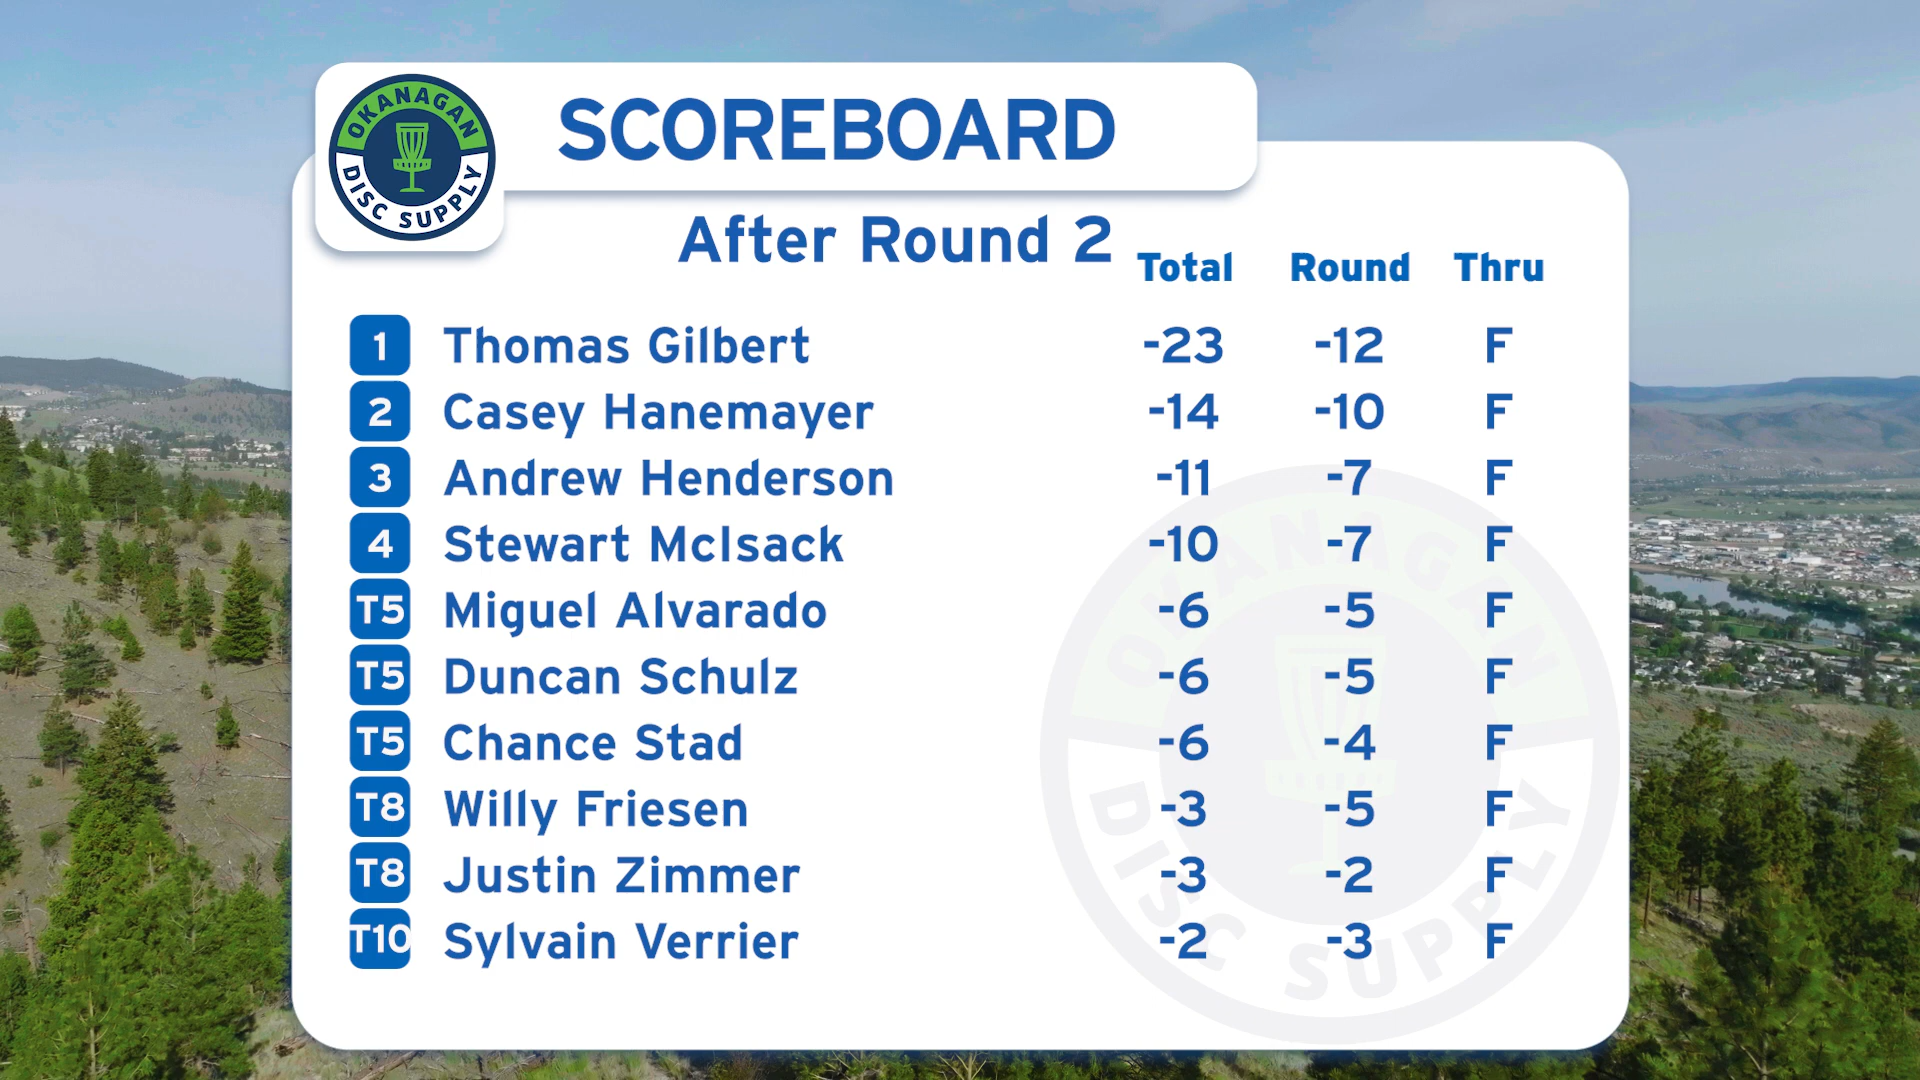 OKANAGAN
DISC SUPPLY
SCOREBOARD
After Round 2
Total Round Thru
1 Thomas Gilbert -23 -12 F
2 Casey Hanemayer -14 -10 F
3 Andrew Henderson -11 -7 F
4 Stewart McIsack -10 -7 F
T5 Miguel Alvarado -6 -5 F
T5 Duncan Schulz -6 -5 F
T5 Chance Stad -6 -4 F
T8 Willy Friesen -3 -5 F
T8 Justin Zimmer -3 -2 F
T10 Sylvain Verrier -2 -3 F
OKANAGAN
DISC SUPPLY